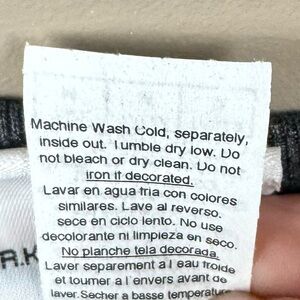 Machine Wash Cold, separately,
inside out. Tumble dry low. Do
not bleach or dry clean. Do not
iron if decorated.
Lavar en agua fria con colores
similares. Lave al reverso.
sece en ciclo lento. No use
decolorante ni limpieza en seco.
No planche tela decorada.
Laver separement a l eau froide
et tourner a l envers avant de
laver. Secher a basse temperature
R.K